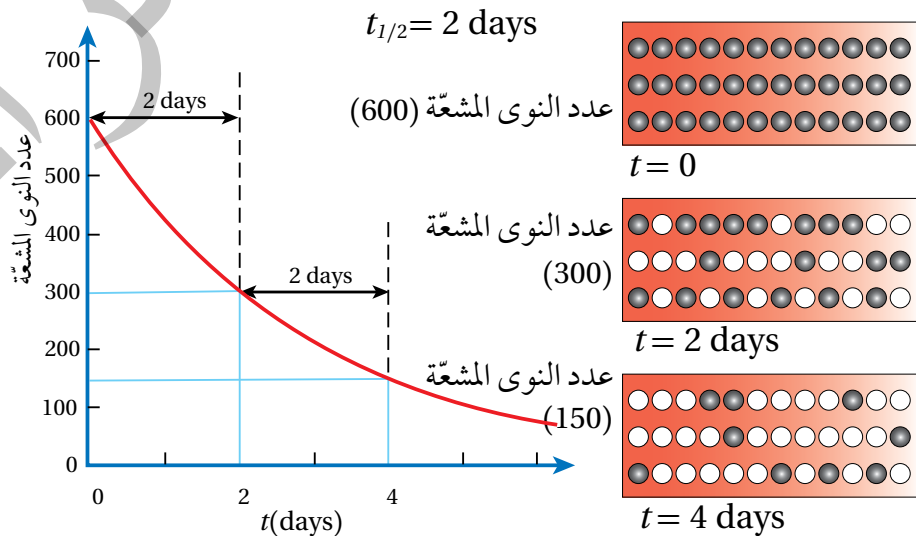 t1/2 = 2 days
700
600
500
400
300
200
100
0
عدد النوى المشعّة
2 days
2 days
0
2
4
t(days)
عدد النوى المشعّة (600)
t = 0
عدد النوى المشعّة
(300)
t = 2 days
عدد النوى المشعّة
(150)
t = 4 days